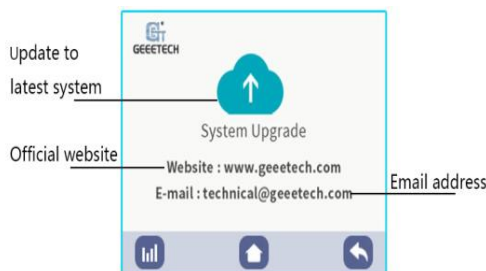 GEEETECH
Update to
latest system
System Upgrade
Official website
Website : www.geeetech.com
E-mail : technical@geeetech.com
Email address